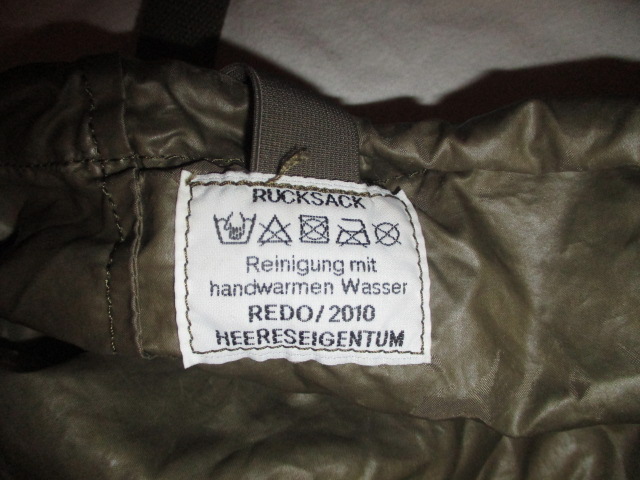 RUCKSACK
Reinigung mit
handwarmen Wasser
REDO/2010
HEERESEIGENTUM